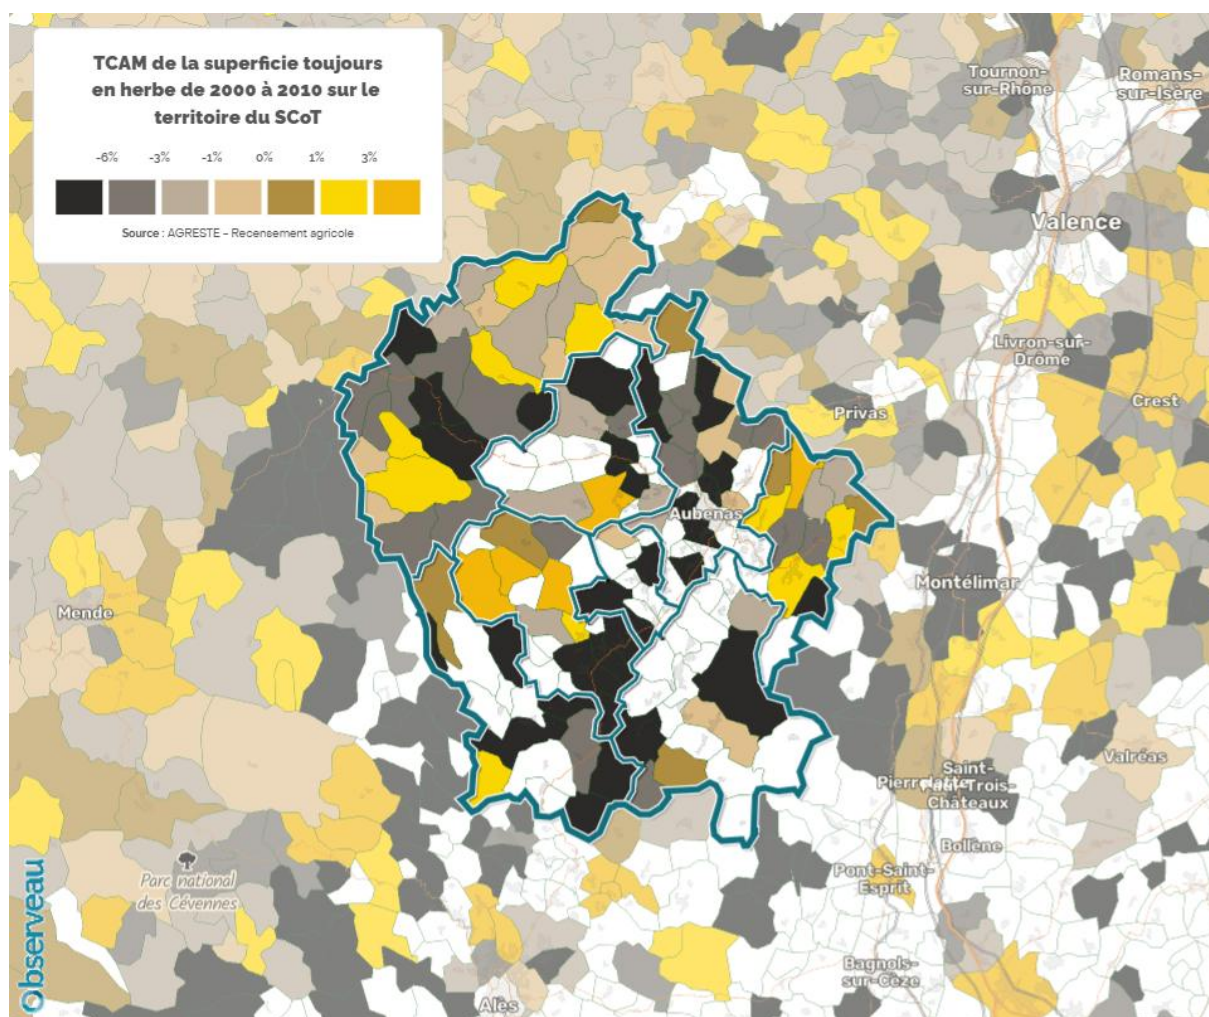 TCAM de la superficie toujours
en herbe de 2000 à 2010 sur le
territoire du SCoT
-6% -3% -1% 0% 1% 3%
Source : AGRESTE - Recensement agricole
Tournon-
sur-Rhône
Romans-
sur-Isère
Valence
Livron-sur-
Drôme
Crest
Privas
Aubenas
Montélimar
Mende
Valréas
Pierrelatte
Saint-
Paul-Trois-
Châteaux
Bollène
Pont-Saint-
Esprit
Parc national
des Cévennes
Bagnols-
sur-Cèze
Alès
Observeau